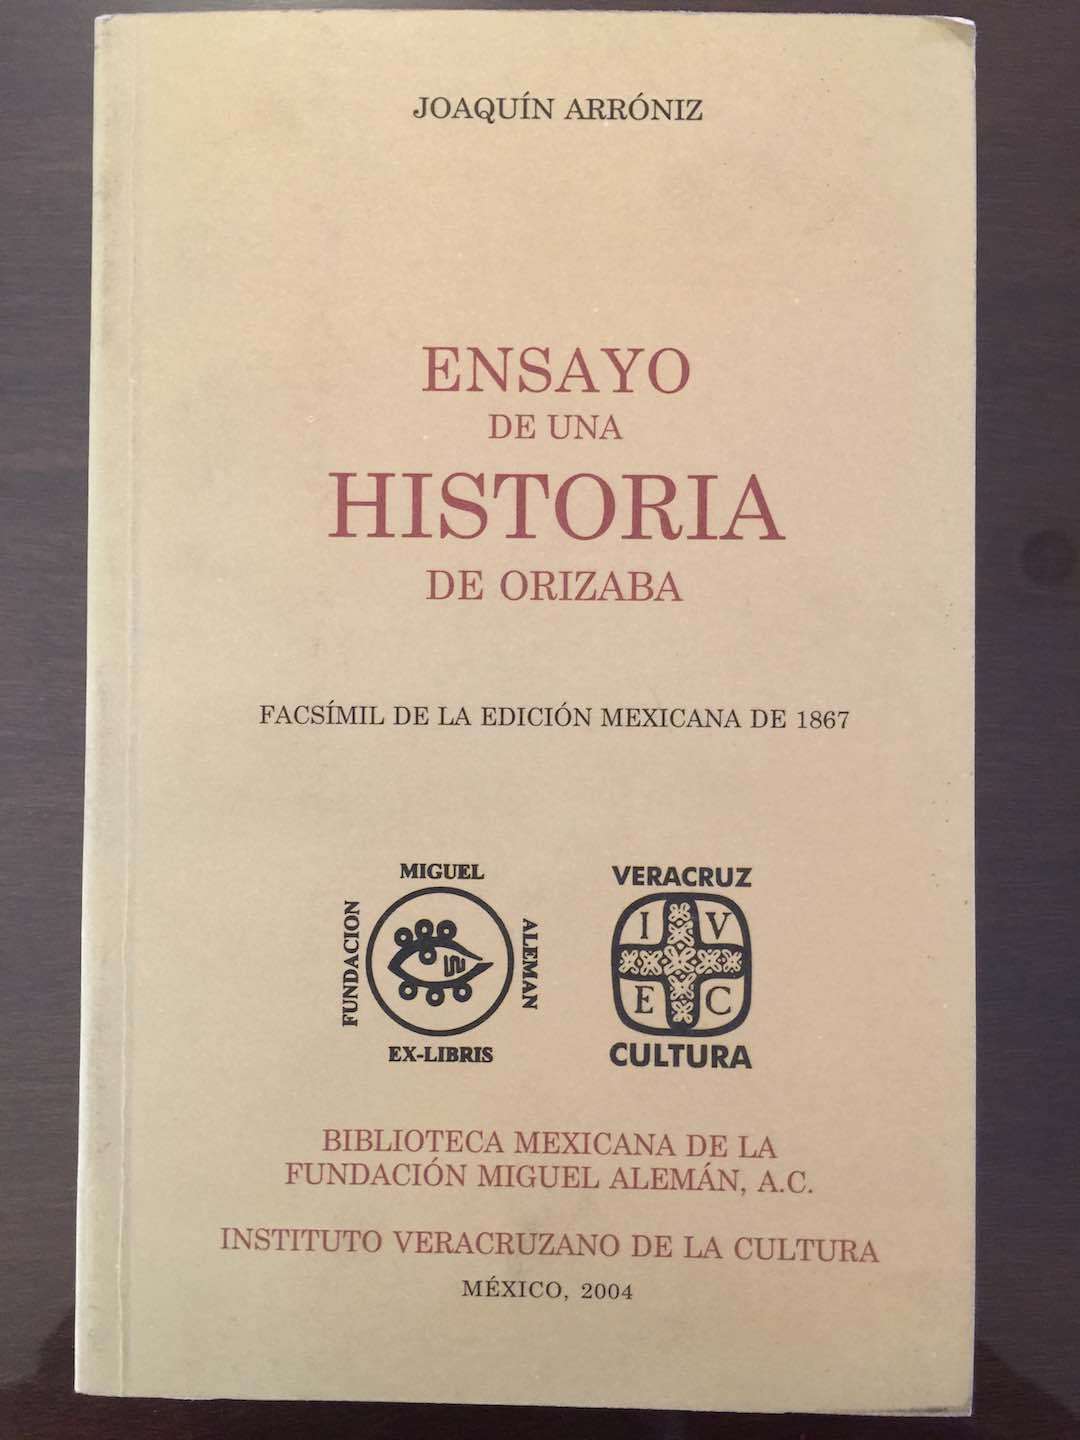 JOAQUÍN ARRÓNIZ
ENSAYO
DE UNA
HISTORIA
DE ORIZABA
FACSÍMIL DE LA EDICIÓN MEXICANA DE 1867
FUNDACION
MIGUEL
ALEMAN
EX-LIBRIS
VERACRUZ
I V
E C
CULTURA
BIBLIOTECA MEXICANA DE LA
FUNDACIÓN MIGUEL ALEMÁN, A.C.
INSTITUTO VERACRUZANO DE LA CULTURA
MÉXICO, 2004